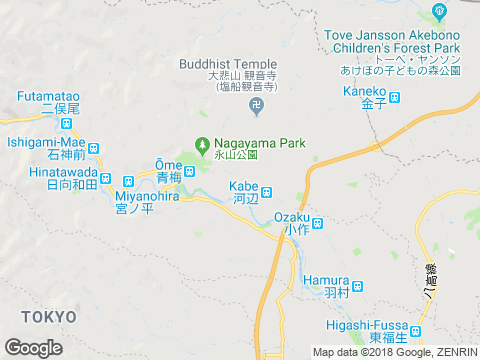 Tove Jansson Akebono
Children's Forest Park
トーベ・ヤンソン
あけぼの子どもの森公園
Buddhist Temple
大悲山 観音寺
(塩船観音寺)
Kaneko
金子
Futamatao
二俣尾
Ishigami-Mae
石神前
Nagayama Park
永山公園
Hinatawada
日向和田
Ōme
青梅
Miyanohira
宮ノ平
Kabe
河辺
Ozaku
小作
八高線
Hamura
羽村
TOKYO
Higashi-Fussa
東福生
Google
Map data ©2018 Google, ZENRIN